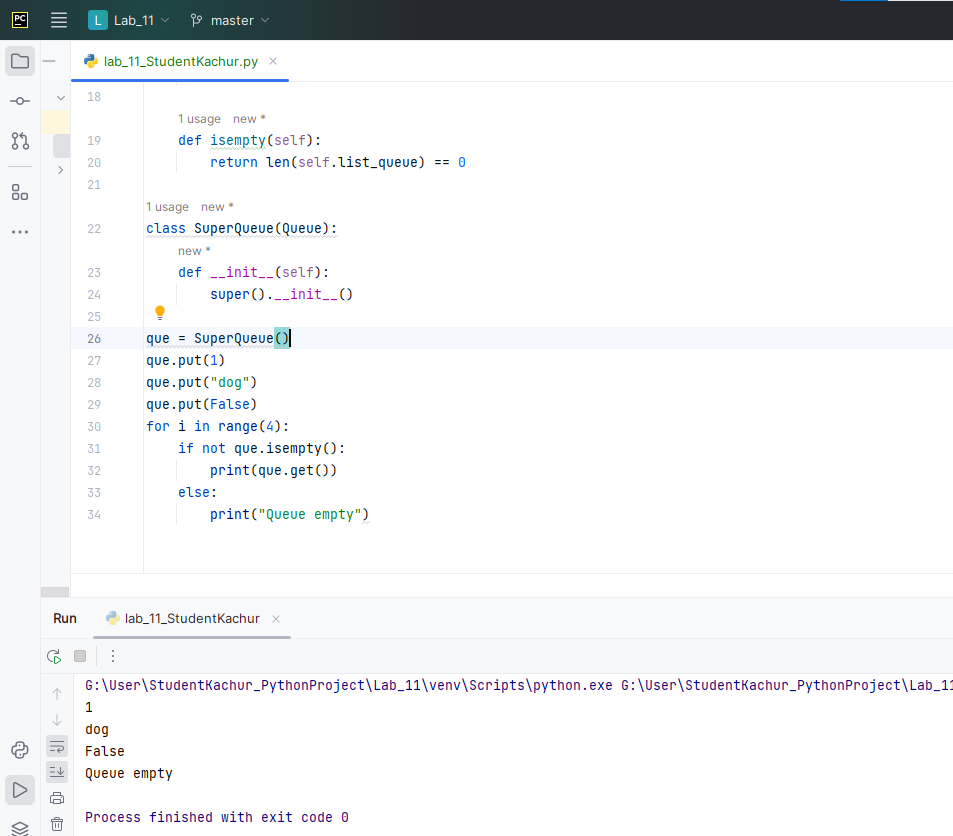 PC
L Lab_11 master
lab_11_StudentKachur.py
18
1 usage new *
19 def isempty(self):
20 return len(self.list_queue) == 0
21
1 usage new *
22 class SuperQueue(Queue):
new *
23 def __init__(self):
24 super().__init__()
25
26 que = SuperQueue()
27 que.put(1)
28 que.put("dog")
29 que.put(False)
30 for i in range(4):
31 if not que.isempty():
32 print(que.get())
33 else:
34 print("Queue empty")
Run lab_11_StudentKachur
G:\User\StudentKachur_PythonProject\Lab_11\venv\Scripts\python.exe G:\User\StudentKachur_PythonProject\Lab_11
1
dog
False
Queue empty
Process finished with exit code 0